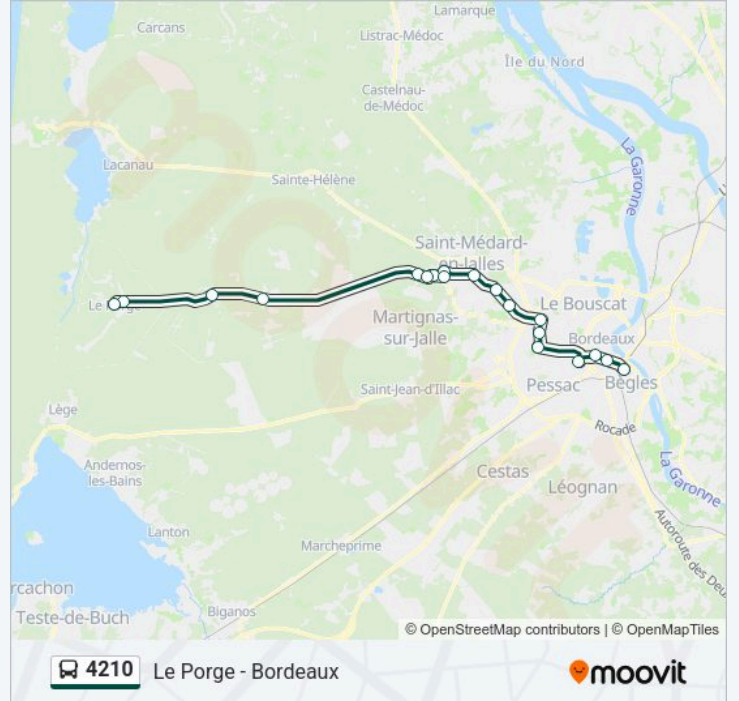 Lamarque
Carcans
Listrac-Médoc
Île du Nord
Castelnau-
de-Médoc
La Garonne
Lacanau
Sainte-Hélène
Saint-Médard-
en-Jalles
Le Bouscat
Martignas-
sur-Jalle
Bordeaux
Saint-Jean-d'Illac
Pessac
Bègles
Lège
Rocade
Andernos-
les-Bains
Cestas
Léognan
La Garonne
Lanton
Marcheprime
Autoroute des Deu
rcachon
Teste-de-Buch
Biganos
© OpenStreetMap contributors | © OpenMapTiles
4210 Le Porge - Bordeaux
moovit